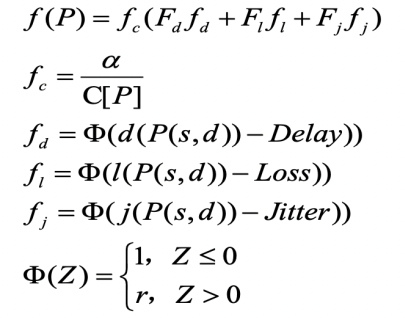 f(P) = f_c(F_d f_d + F_l f_l + F_j f_j)
f_c = α / C[P]
f_d = Φ(d(P(s,d)) − Delay))
f_l = Φ(l(P(s,d)) − Loss))
f_j = Φ(j(P(s,d)) − Jitter))
Φ(Z) = { 1, Z ≤ 0
r, Z > 0